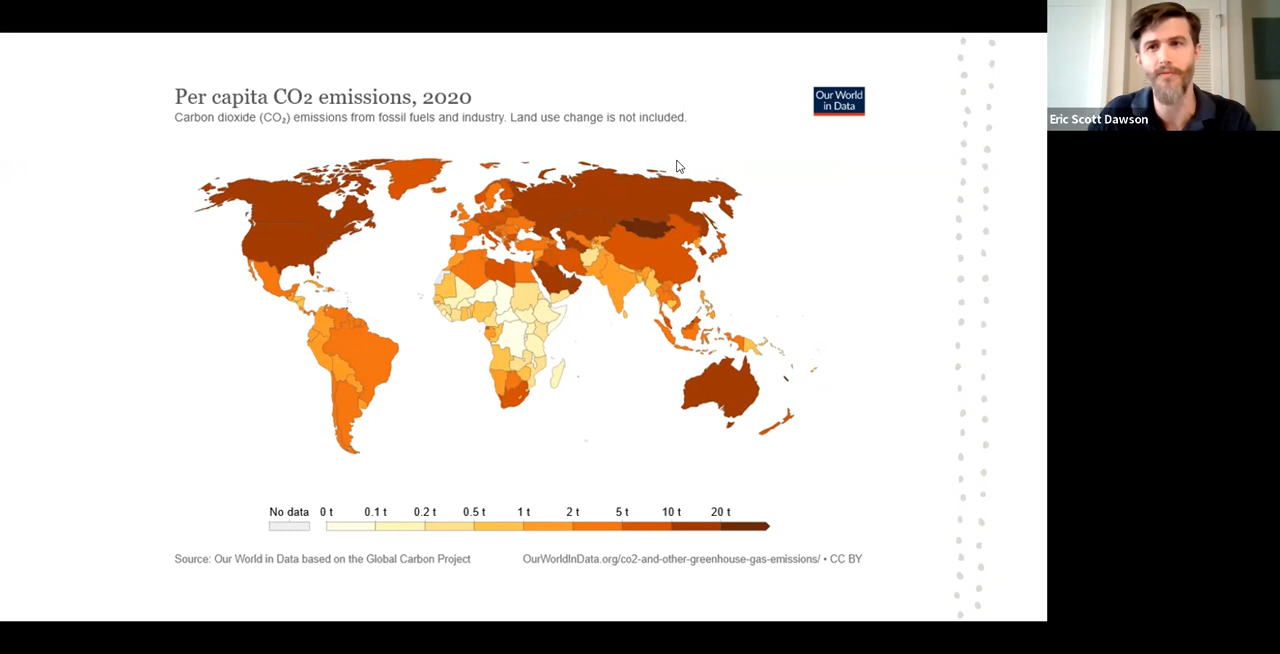 Per capita CO2 emissions, 2020
Our World
in Data
Carbon dioxide (CO₂) emissions from fossil fuels and industry. Land use change is not included.
Eric Scott Dawson
No data 0 t 0.1 t 0.2 t 0.5 t 1 t 2 t 5 t 10 t 20 t
Source: Our World in Data based on the Global Carbon Project
OurWorldInData.org/co2-and-other-greenhouse-gas-emissions/ • CC BY